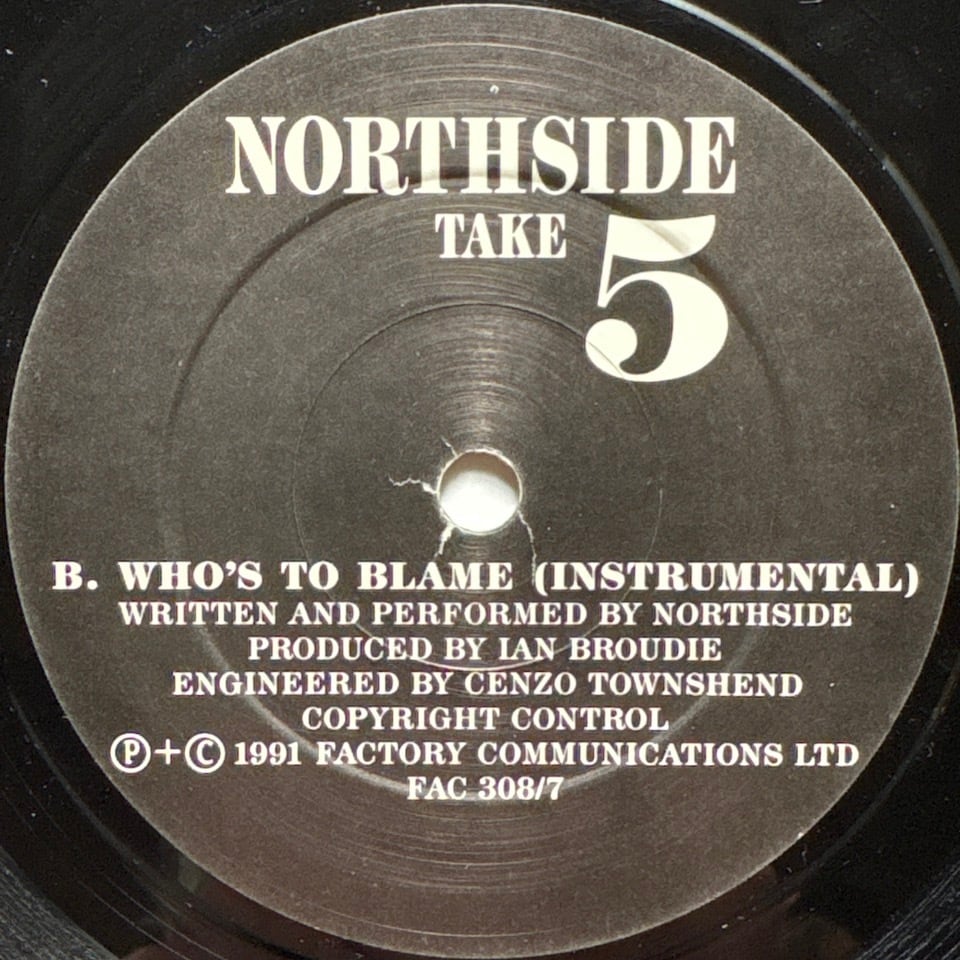 NORTHSIDE
TAKE 5
B. WHO'S TO BLAME (INSTRUMENTAL)
WRITTEN AND PERFORMED BY NORTHSIDE
PRODUCED BY IAN BROUDIE
ENGINEERED BY CENZO TOWNSHEND
COPYRIGHT CONTROL
Ⓟ+Ⓒ 1991 FACTORY COMMUNICATIONS LTD
FAC 308/7